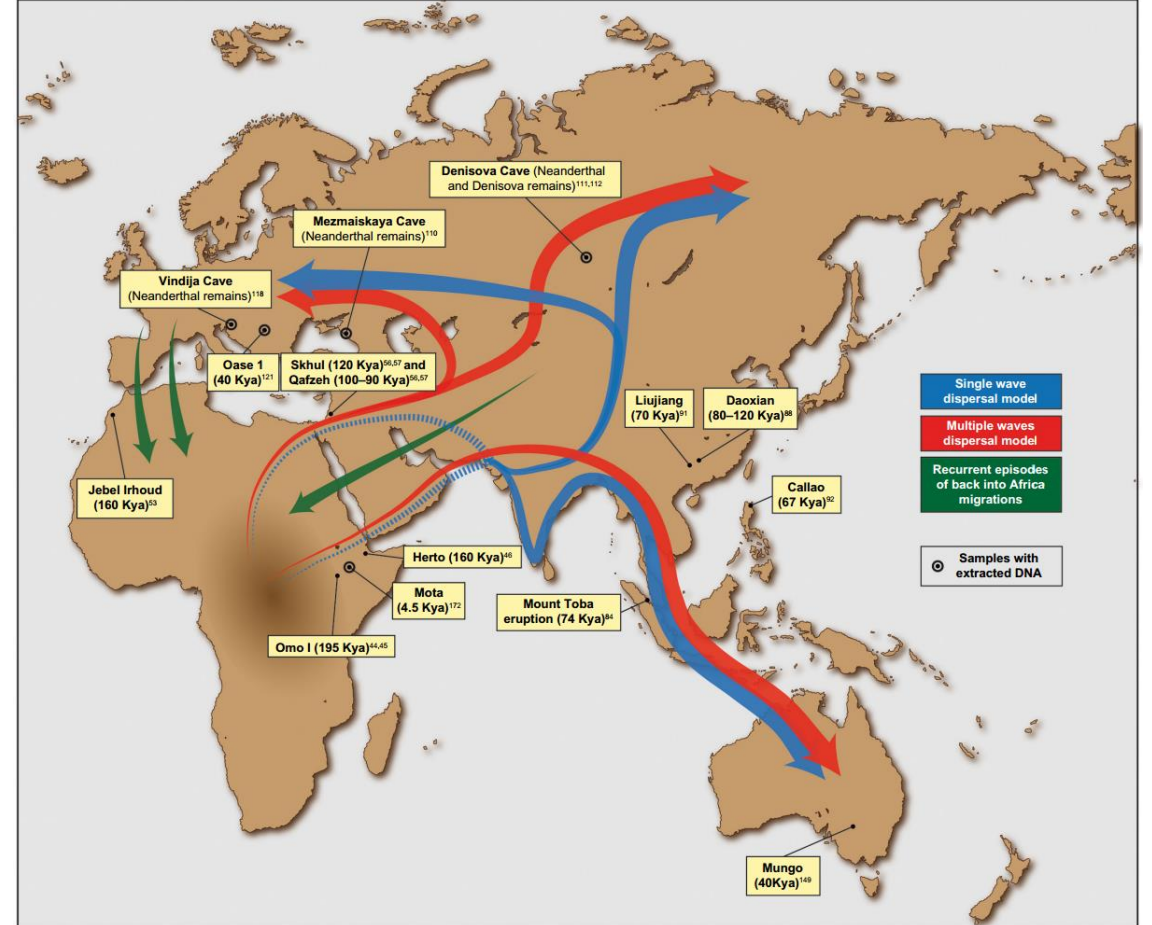 Denisova Cave (Neanderthal
and Denisova remains)111,112
Mezmaiskaya Cave
(Neanderthal remains)110
Vindija Cave
(Neanderthal remains)118
Oase 1
(40 Kya)121
Skhul (120 Kya)56,57 and
Qafzeh (100–90 Kya)56,57
Liujiang
(70 Kya)91
Daoxian
(80–120 Kya)88
Single wave
dispersal model
Multiple waves
dispersal model
Recurrent episodes
of back into Africa
migrations
Jebel Irhoud
(160 Kya)53
Callao
(67 Kya)92
Herto (160 Kya)46
Samples with
extracted DNA
Mota
(4.5 Kya)172
Mount Toba
eruption (74 Kya)84
Omo I (195 Kya)44,45
Mungo
(40Kya)149